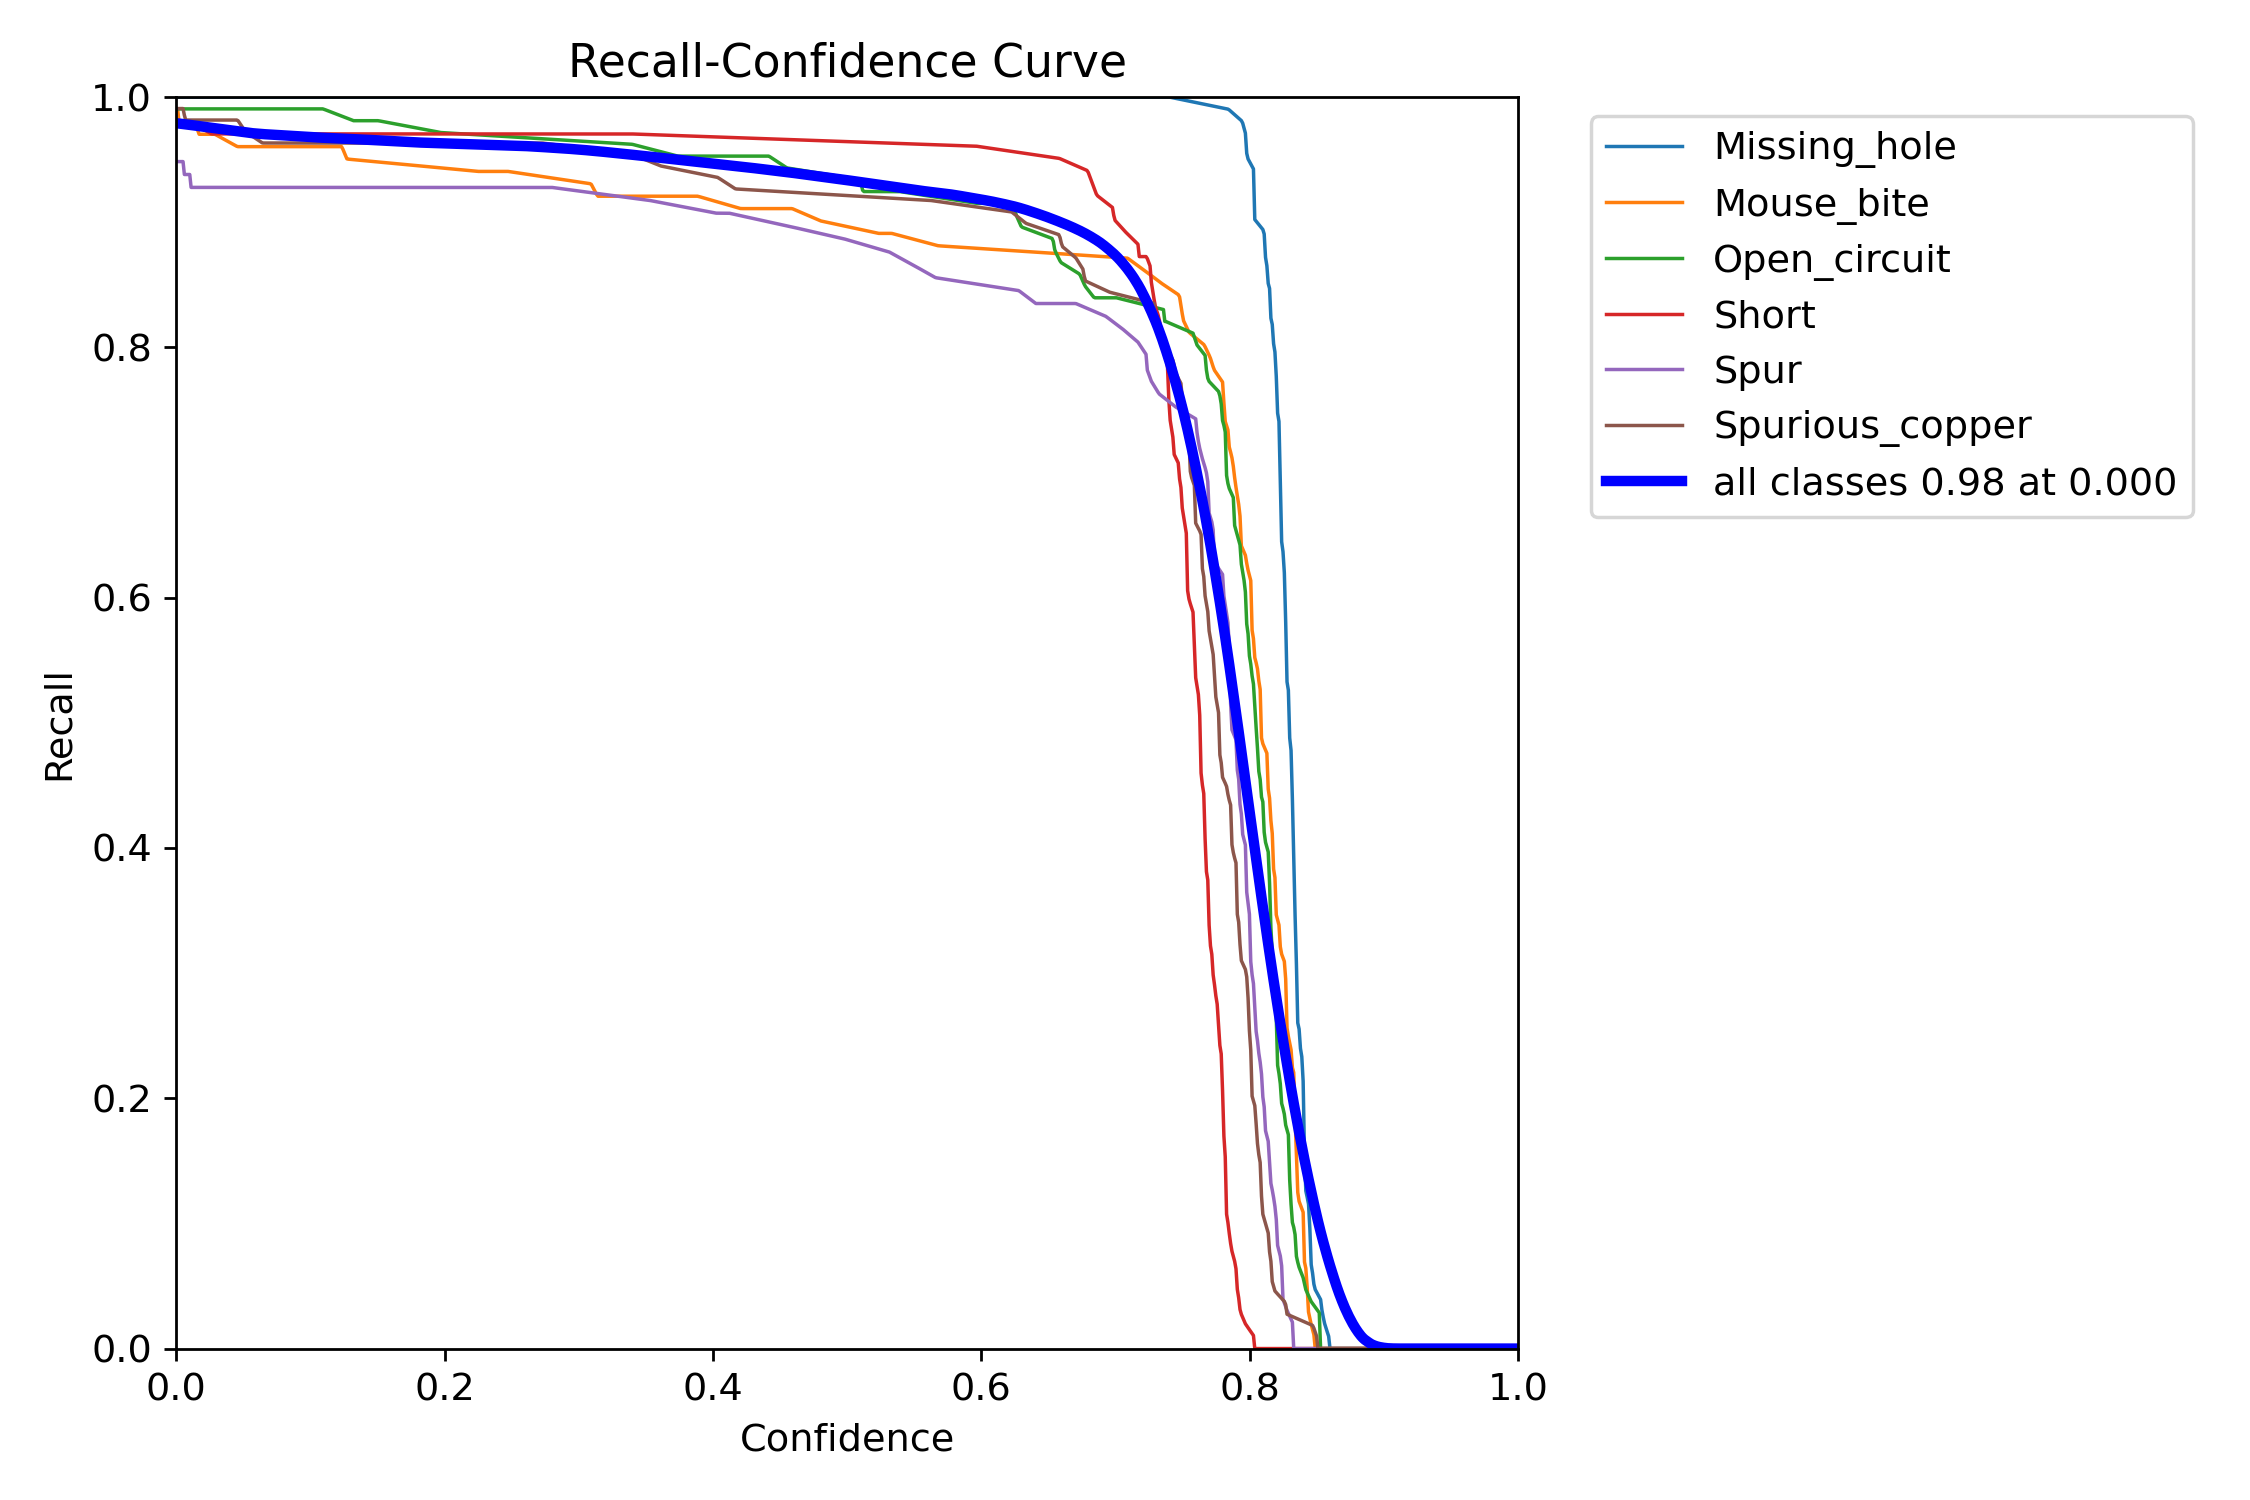 Recall-Confidence Curve
1.0
0.8
0.6
0.4
0.2
0.0
Recall
0.0 0.2 0.4 0.6 0.8 1.0
Confidence
Missing_hole
Mouse_bite
Open_circuit
Short
Spur
Spurious_copper
all classes 0.98 at 0.000